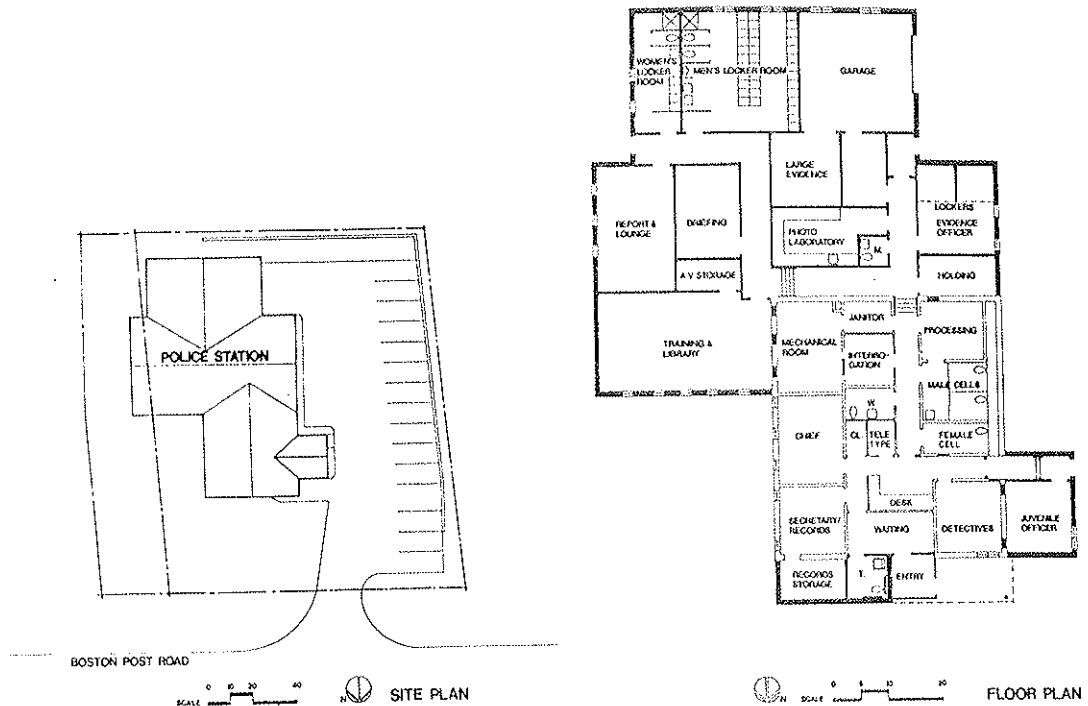 POLICE STATION
BOSTON POST ROAD
SCALE
0 10 20 40
N
SITE PLAN
WOMEN'S
LOCKER
ROOM
MEN'S LOCKER ROOM
GARAGE
LARGE
EVIDENCE
LOCKERS
EVIDENCE
OFFICER
REPORT &
LOUNGE
BRIEFING
PHOTO
LABORATORY
M.
A V STORAGE
HOLDING
JANITOR
PROCESSING
TRAINING &
LIBRARY
MECHANICAL
ROOM
INTERRO-
GATION
MALE CELLS
W.
CHIEF
CL.
TELE
TYPE
FEMALE
CELL
DESK
SECRETARY/
RECORDS
WAITING
DETECTIVES
JUVENILE
OFFICER
RECORDS
STORAGE
T.
ENTRY
N
SCALE
0 5 10 20
FLOOR PLAN